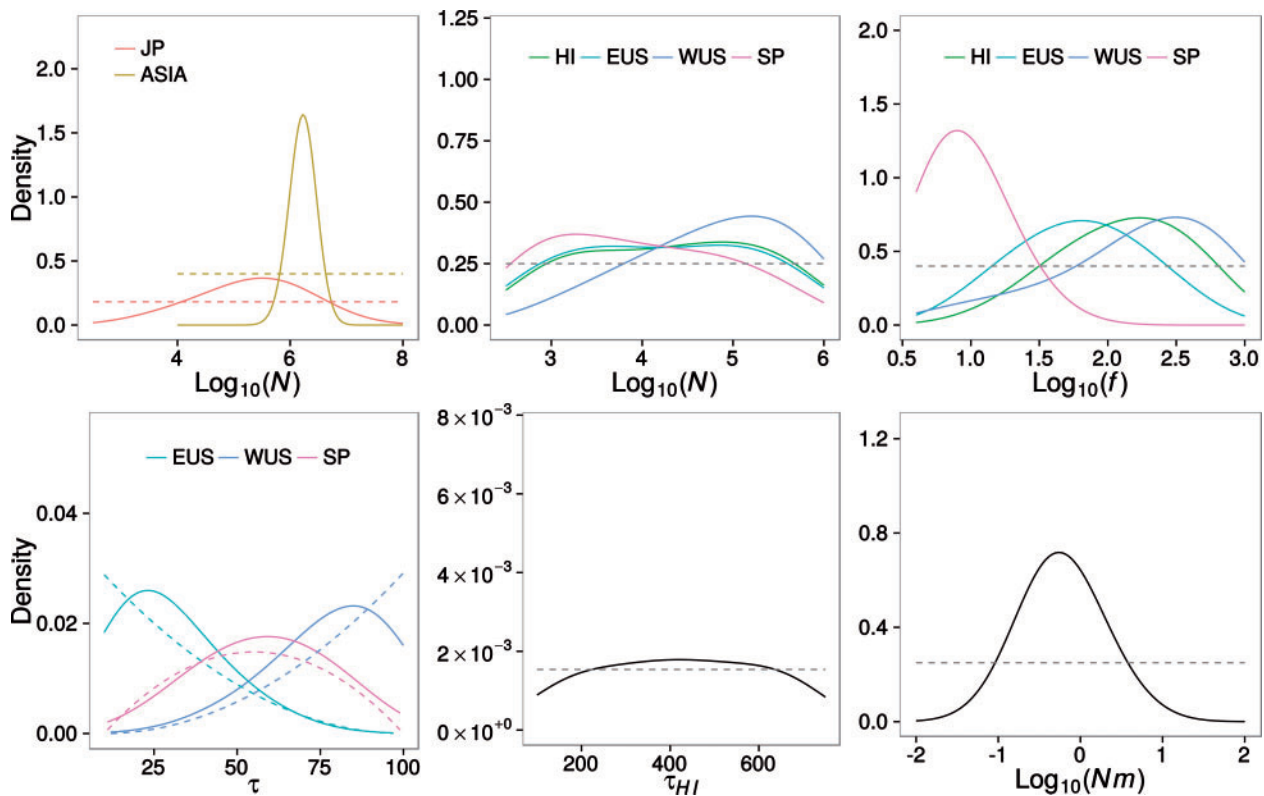 JP
ASIA
Density
2.0
1.5
1.0
0.5
0.0
4 6 8
Log10(N)
HI EUS WUS SP
1.25
1.00
0.75
0.50
0.25
0.00
3 4 5 6
Log10(N)
HI EUS WUS SP
2.0
1.5
1.0
0.5
0.0
0.5 1.0 1.5 2.0 2.5 3.0
Log10(f)
EUS WUS SP
Density
0.04
0.02
0.00
25 50 75 100
τ
8×10⁻³
6×10⁻³
4×10⁻³
2×10⁻³
0×10⁺⁰
200 400 600
τHI
1.2
0.8
0.4
0.0
-2 -1 0 1 2
Log10(Nm)